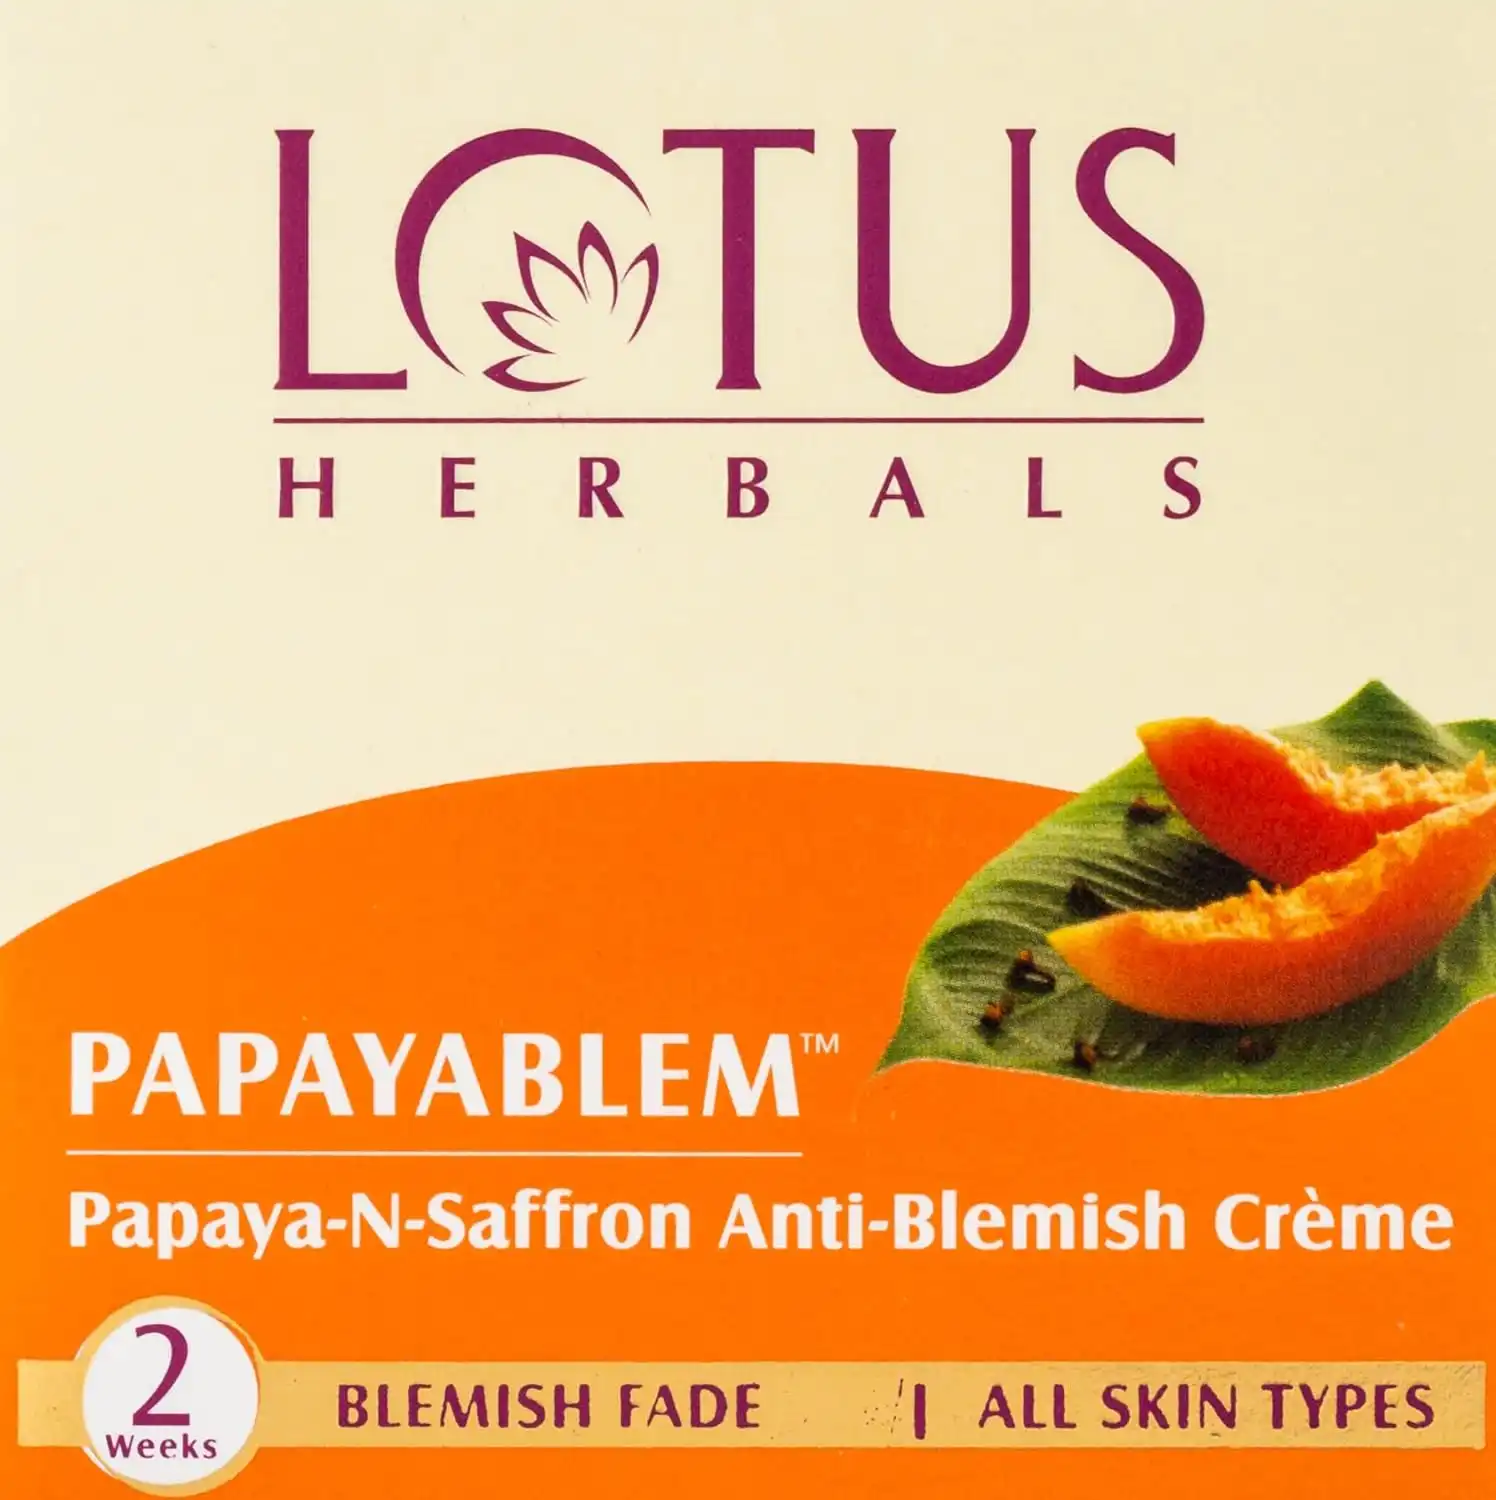 LOTUS
HERBALS
PAPAYABLEM™
Papaya-N-Saffron Anti-Blemish Crème
2
Weeks
BLEMISH FADE | ALL SKIN TYPES